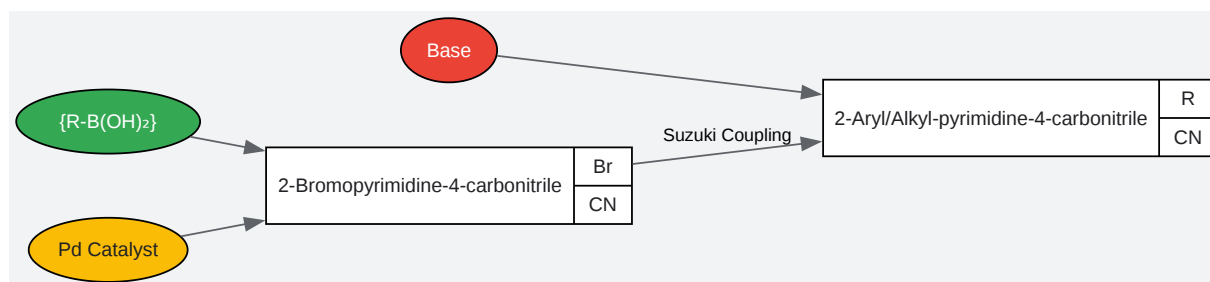 Base
{R-B(OH)₂}
Pd Catalyst
2-Bromopyrimidine-4-carbonitrile
Br
CN
Suzuki Coupling
2-Aryl/Alkyl-pyrimidine-4-carbonitrile
R
CN